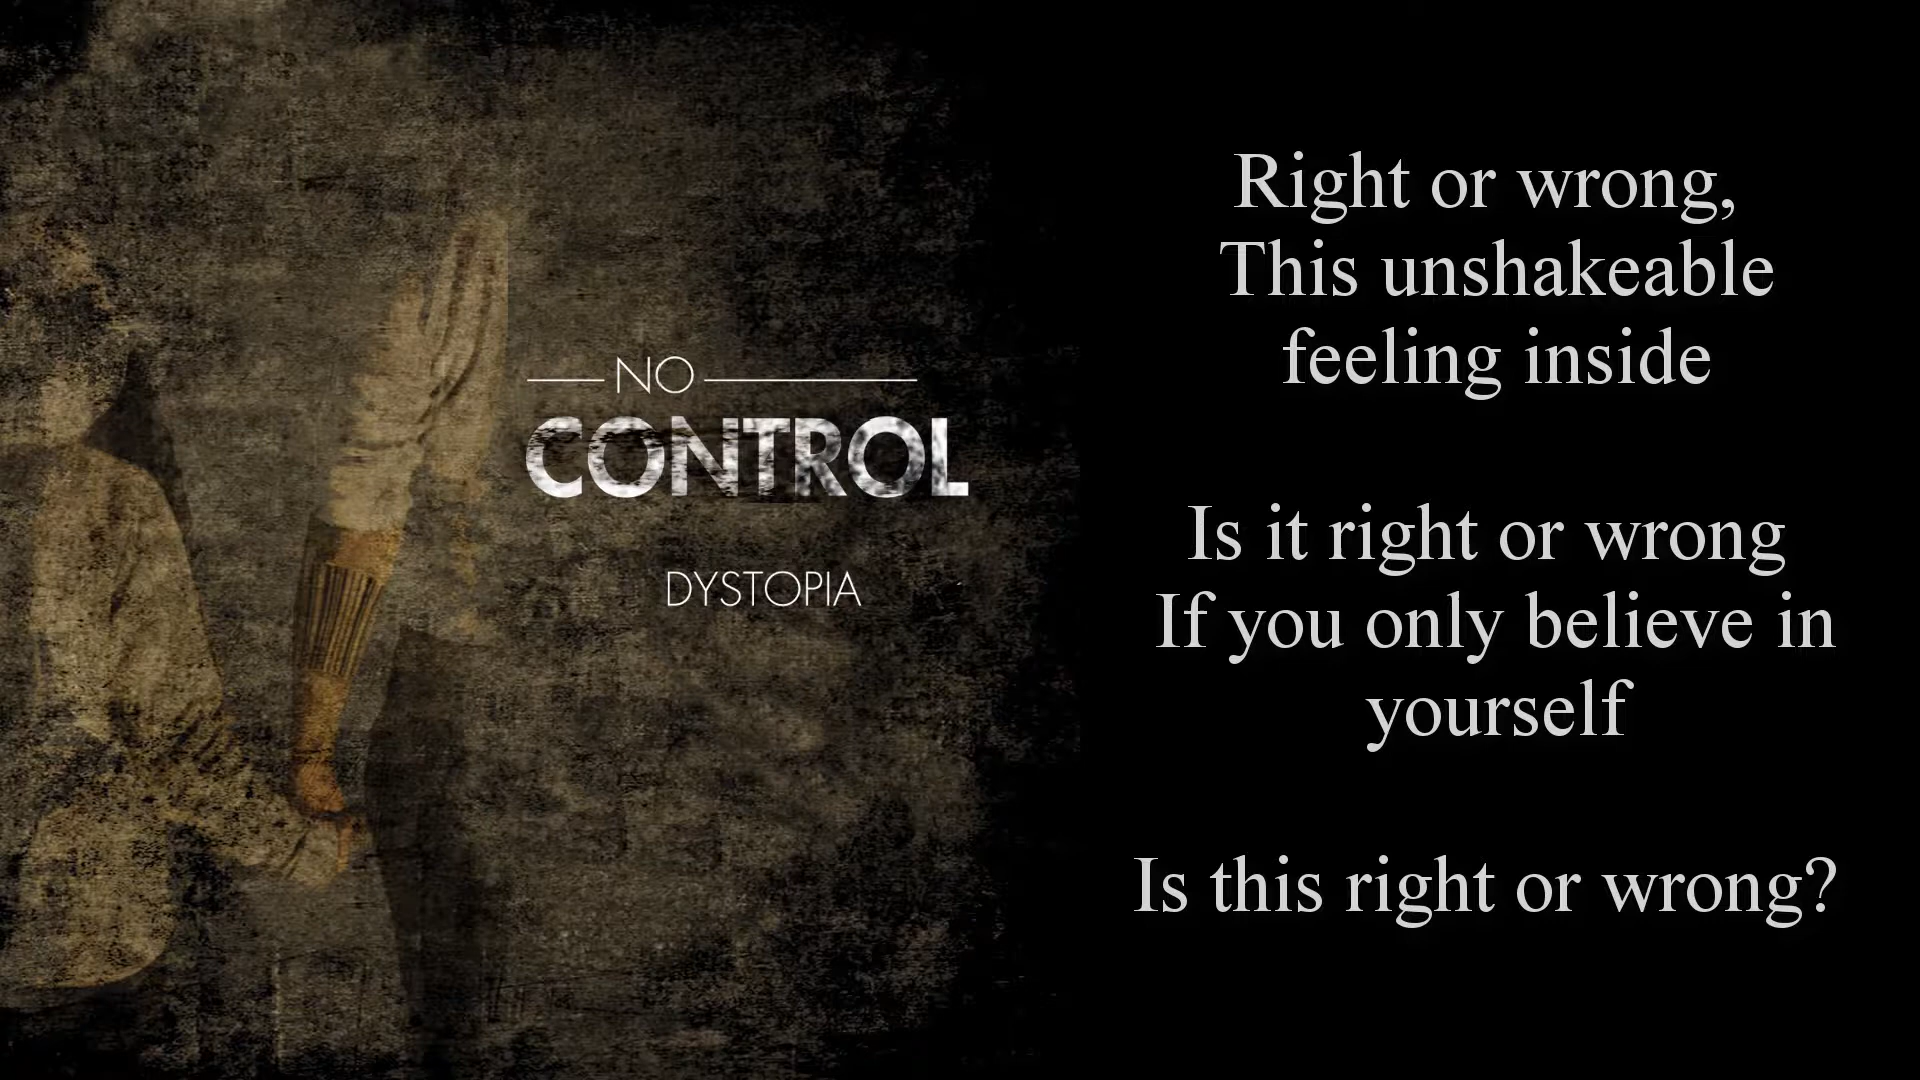 NO
CONTROL
DYSTOPIA
Right or wrong,
This unshakeable
feeling inside
Is it right or wrong
If you only believe in
yourself
Is this right or wrong?